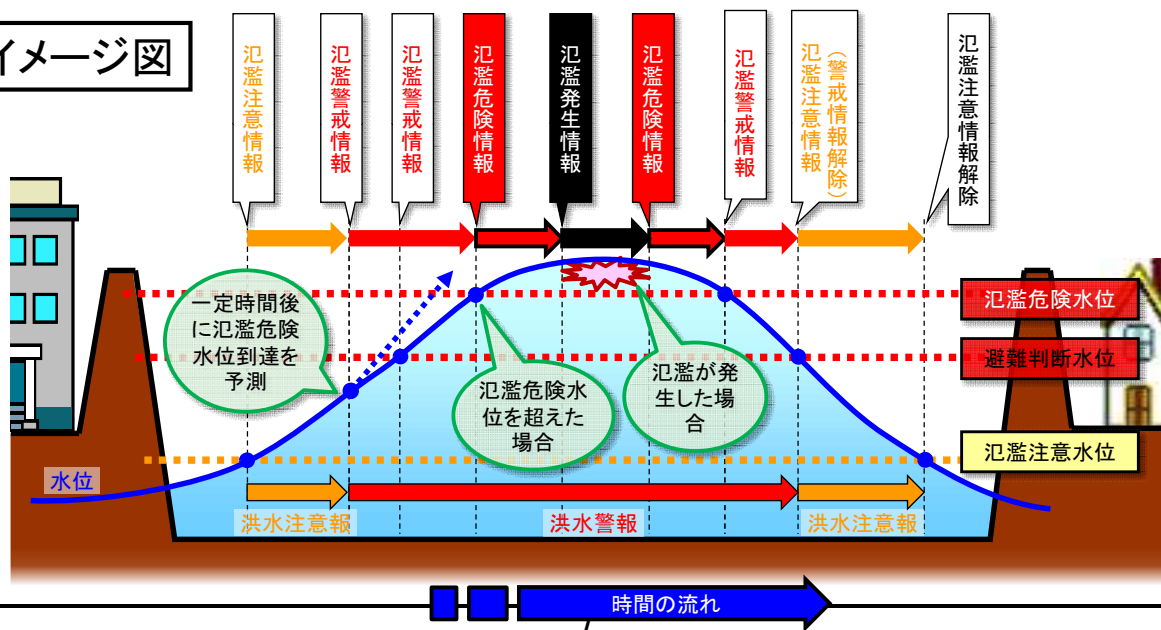 イメージ図
氾濫注意情報
氾濫警戒情報
氾濫警戒情報
氾濫危険情報
氾濫発生情報
氾濫危険情報
氾濫警戒情報
(警戒情報解除)
氾濫注意情報
氾濫注意情報解除
一定時間後
に氾濫危険
水位到達を
予測
氾濫危険水
位を超えた
場合
氾濫が発
生した場
合
氾濫危険水位
避難判断水位
氾濫注意水位
水位
洪水注意報
洪水警報
洪水注意報
時間の流れ